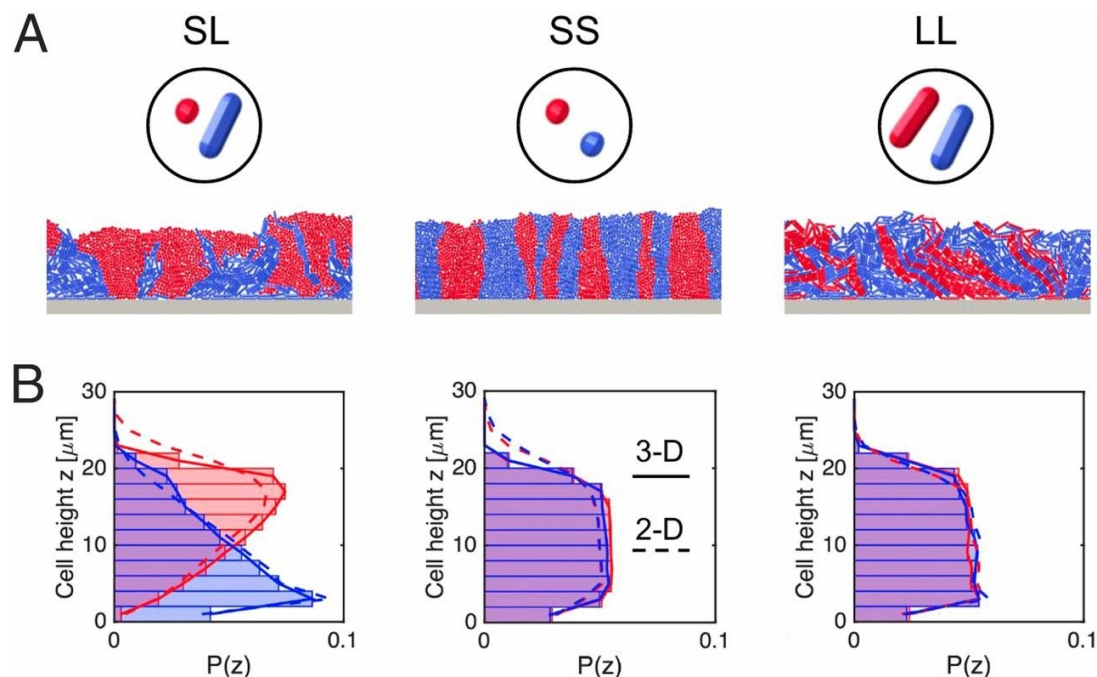 A
SL
SS
LL
B
Cell height z [μm]
30
20
10
0
0
0.1
P(z)
Cell height z [μm]
30
20
10
0
0
0.1
P(z)
3-D
2-D
Cell height z [μm]
30
20
10
0
0
0.1
P(z)